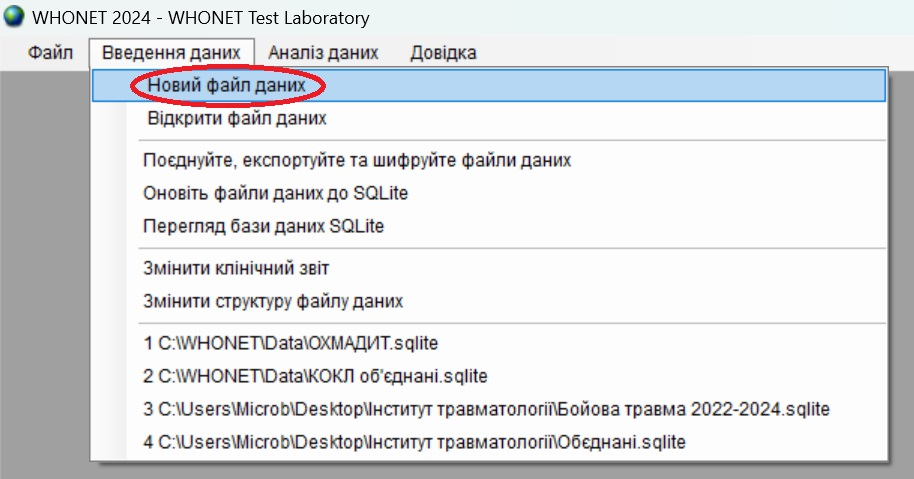 WHONET 2024 - WHONET Test Laboratory
Файл Введення даних Аналіз даних Довідка
Новий файл даних
Відкрити файл даних
Поєднуйте, експортуйте та шифруйте файли даних
Оновіть файли даних до SQLite
Перегляд бази даних SQLite
Змінити клінічний звіт
Змінити структуру файлу даних
1 C:\WHONET\Data\ОХМАДИТ.sqlite
2 C:\WHONET\Data\КОКЛ об'єднані.sqlite
3 C:\Users\Microb\Desktop\Інститут травматології\Бойова травма 2022-2024.sqlite
4 C:\Users\Microb\Desktop\Інститут травматології\Обєднані.sqlite